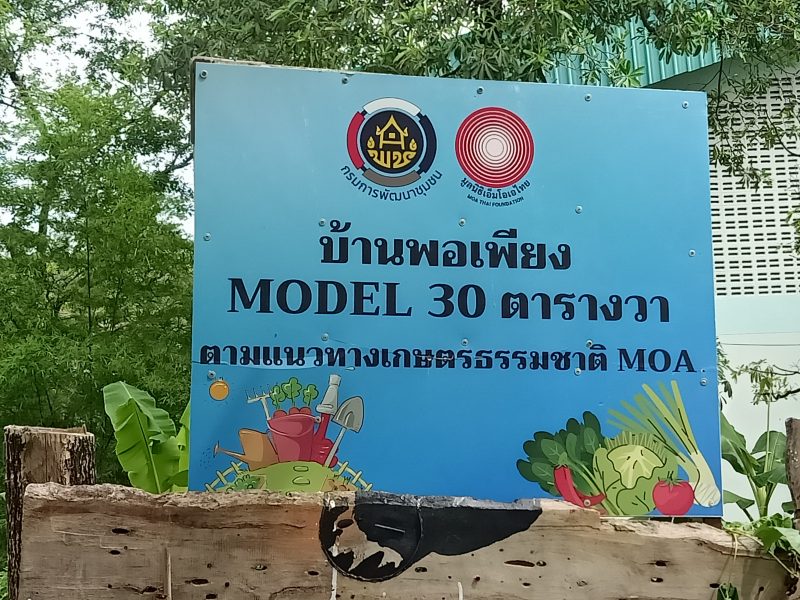 กรมการพัฒนาชุมชน
มูลนิธิเอ็มโอเอไทย
MOA THAI FOUNDATION
บ้านพอเพียง
MODEL 30 ตารางวา
ตามแนวทางเกษตรธรรมชาติ MOA